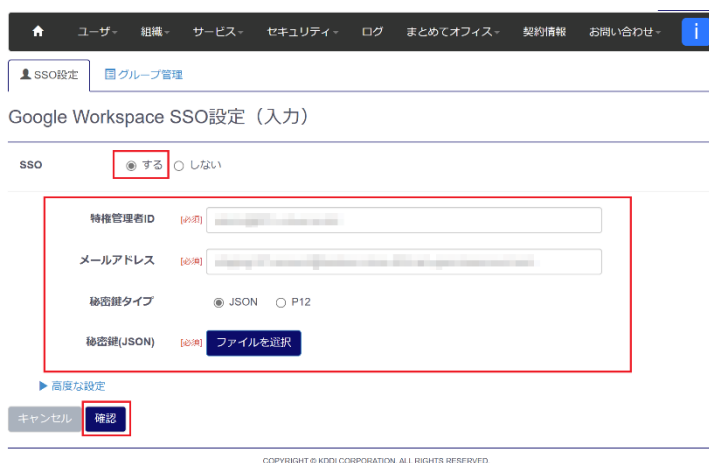 ユーザ 組織 サービス セキュリティ ログ まとめてオフィス 契約情報 お問い合わせ i
SSO設定 グループ管理
Google Workspace SSO設定（入力）
SSO する しない
特権管理者ID [必須]
メールアドレス [必須]
秘密鍵タイプ JSON P12
秘密鍵(JSON) [必須] ファイルを選択
▶ 高度な設定
キャンセル 確認
COPYRIGHT © KDDI CORPORATION, ALL RIGHTS RESERVED